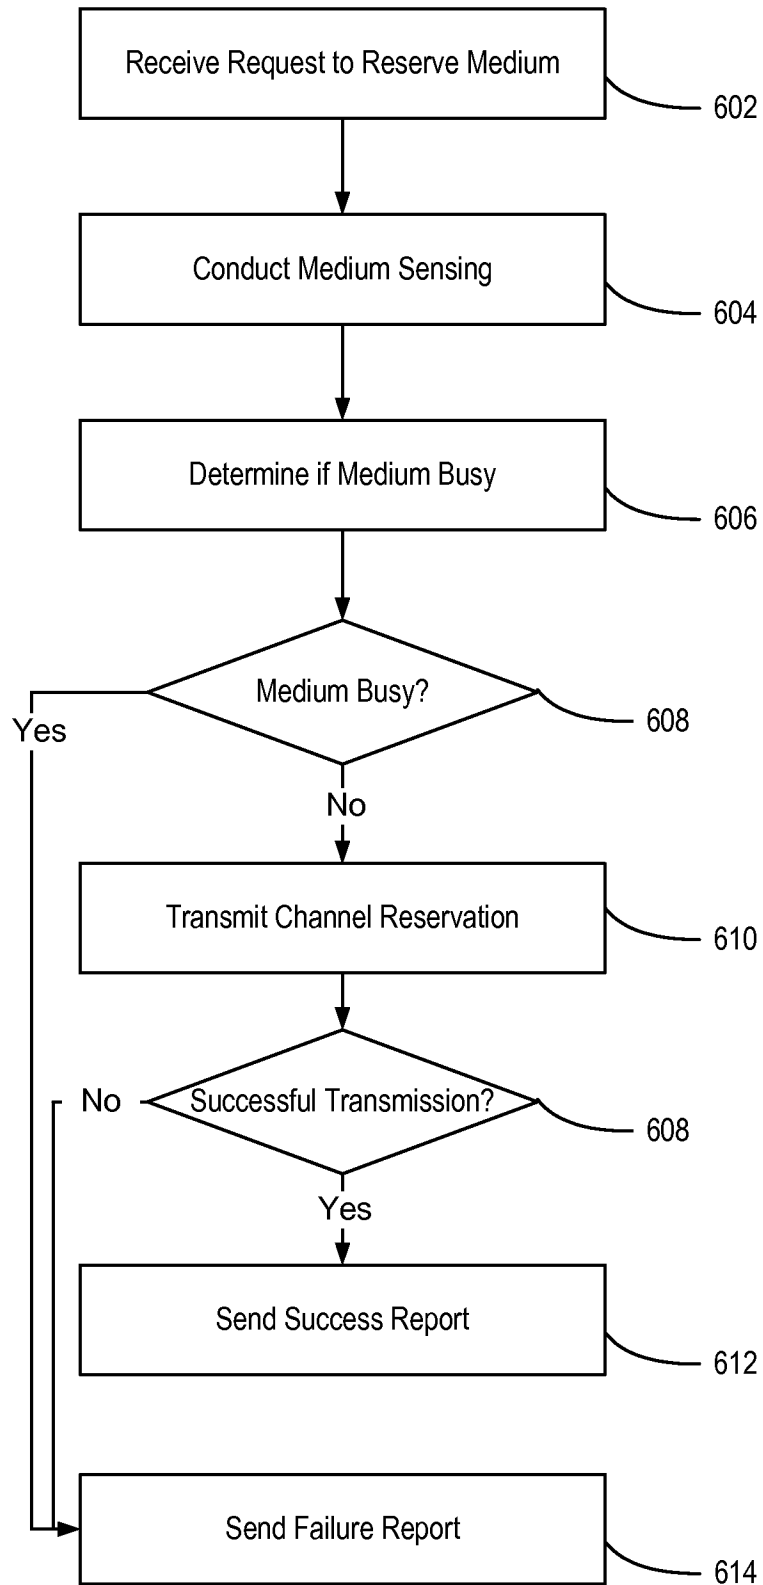 Receive Request to Reserve Medium
602
Conduct Medium Sensing
604
Determine if Medium Busy
606
Medium Busy?
608
Yes
No
Transmit Channel Reservation
610
Successful Transmission?
No
608
Yes
Send Success Report
612
Send Failure Report
614